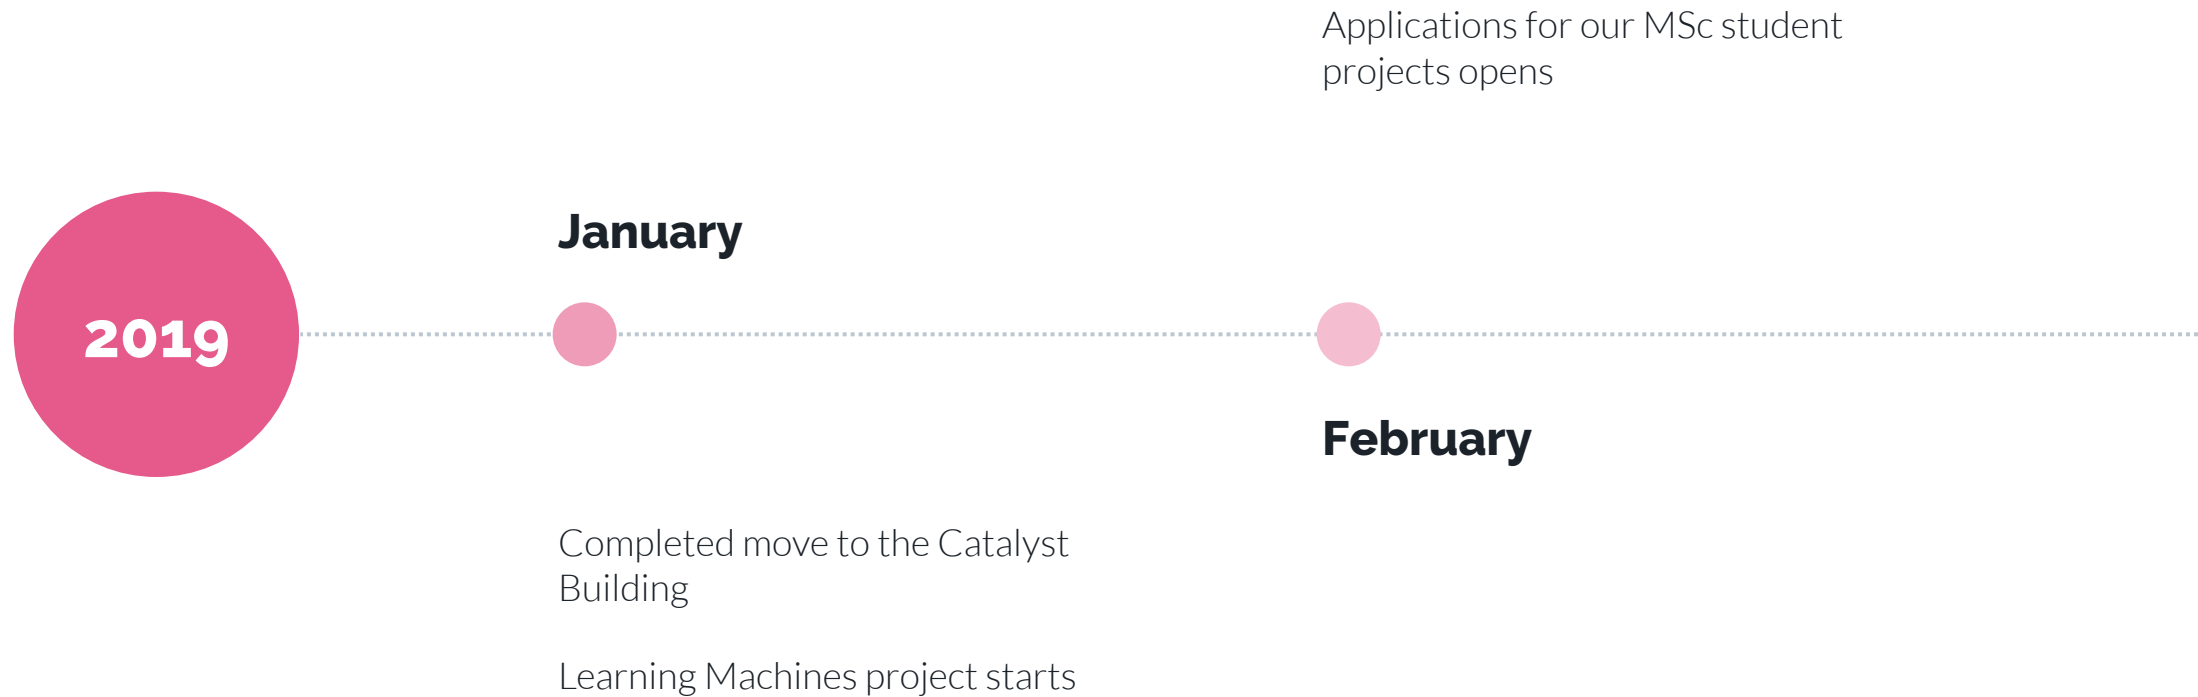 Applications for our MSc student
projects opens
January
2019
February
Completed move to the Catalyst
Building
Learning Machines project starts